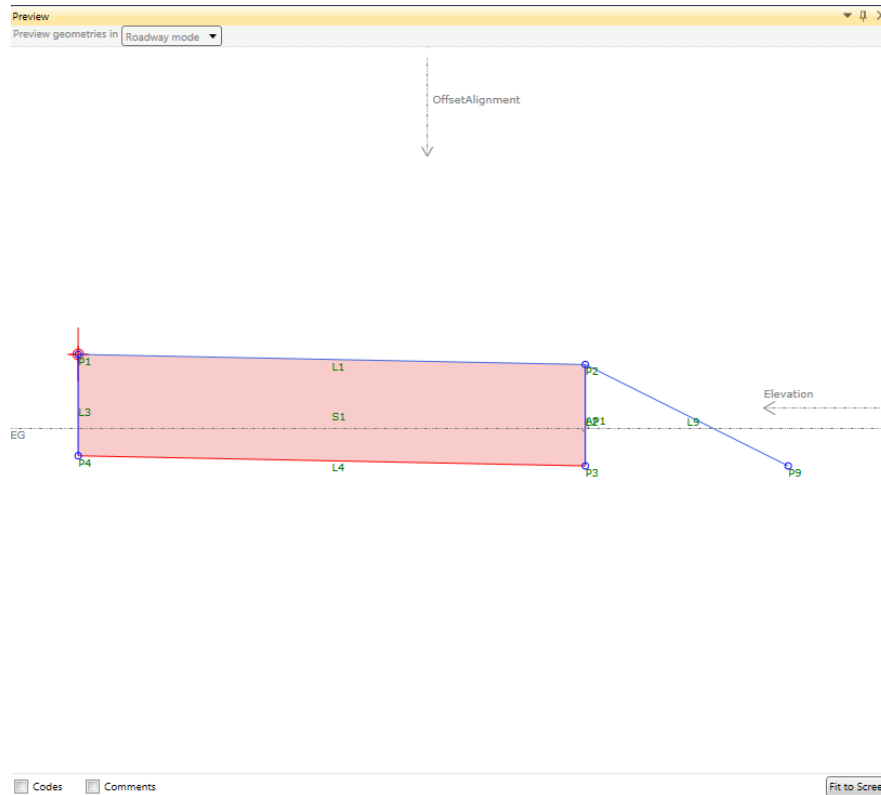 Preview
Preview geometries in Roadway mode
OffsetAlignment
P1
L1
P2
Elevation
L3
S1
AP1
L9
EG
P4
L4
P3
P9
Codes Comments Fit to Scree